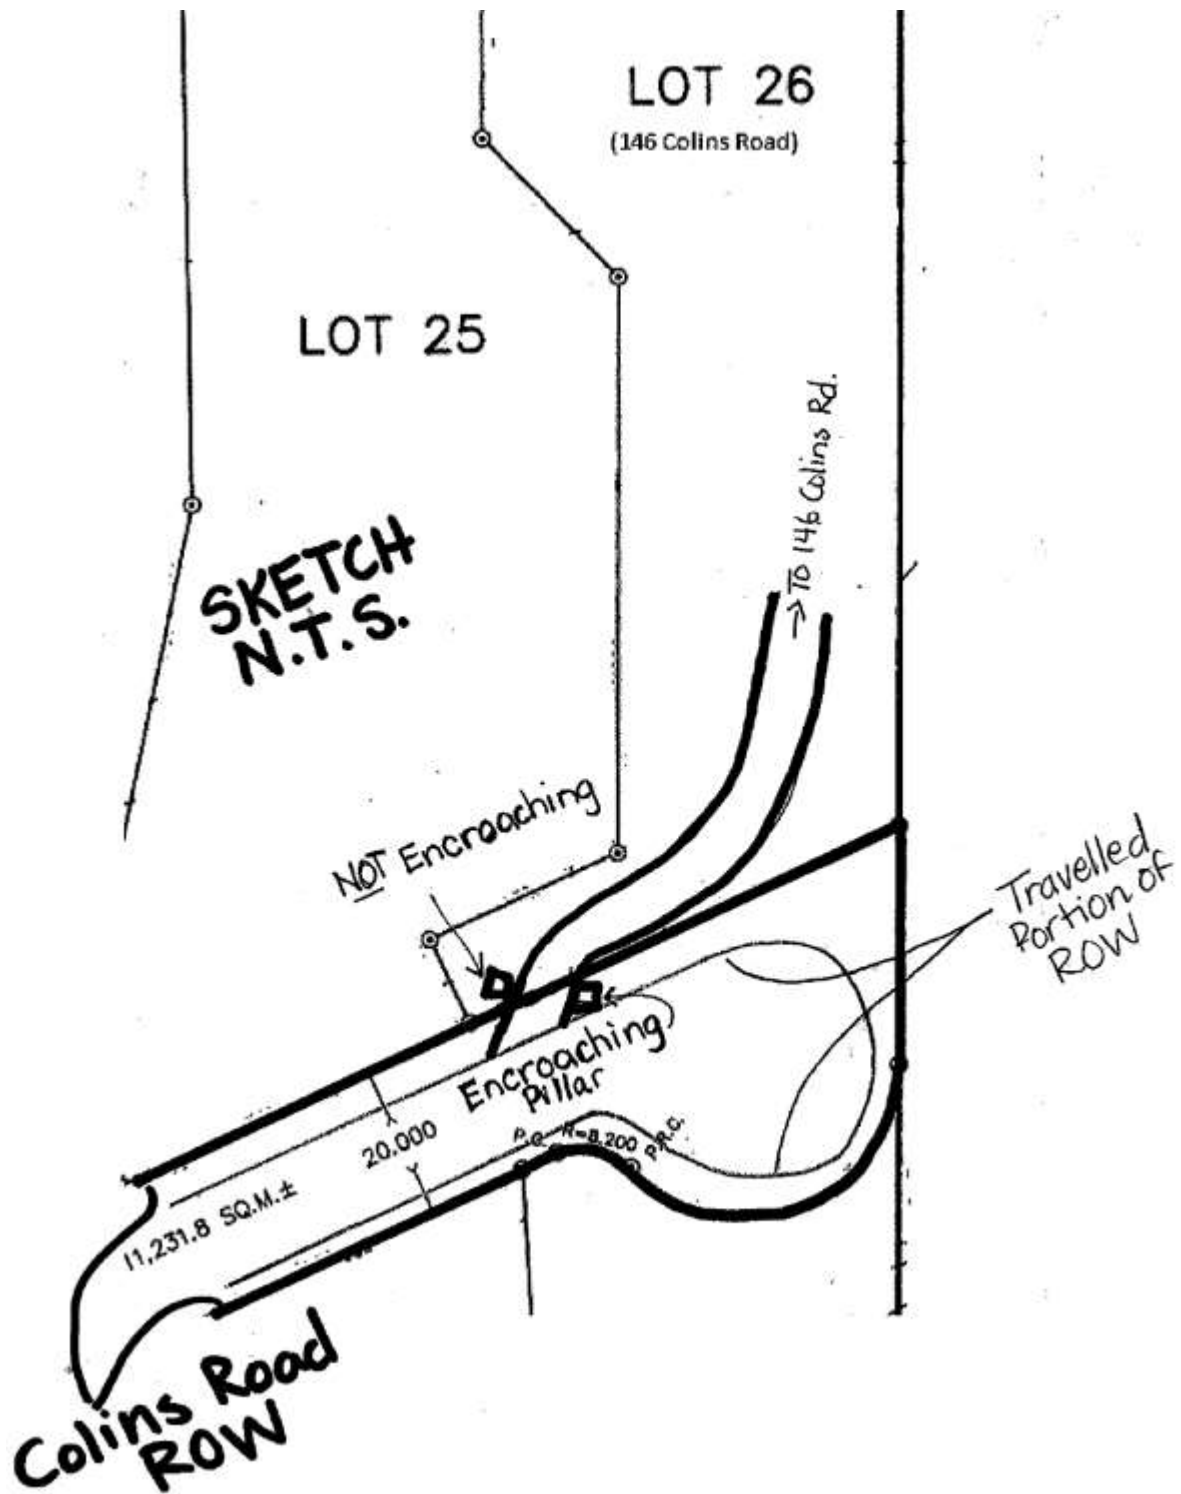 LOT 26
(146 Colins Road)
LOT 25
To 146 Colins Rd.
SKETCH
N.T.S.
NOT Encroaching
Travelled
Portion of
ROW
Encroaching
Pillar
20.000
R=8.200
P.R.C.
11,231.8 SQ.M.±
Colins Road
ROW